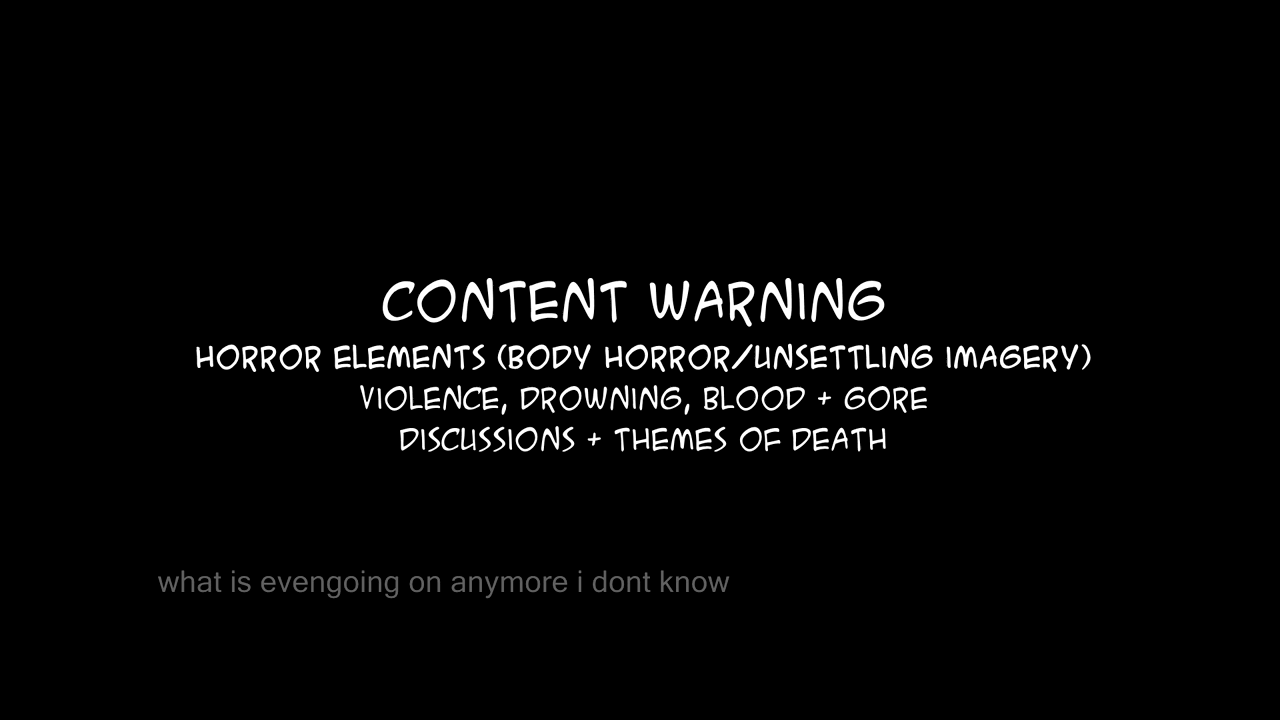 CONTENT WARNING
HORROR ELEMENTS (BODY HORROR/UNSETTLING IMAGERY)
VIOLENCE, DROWNING, BLOOD + GORE
DISCUSSIONS + THEMES OF DEATH
what is evengoing on anymore i dont know